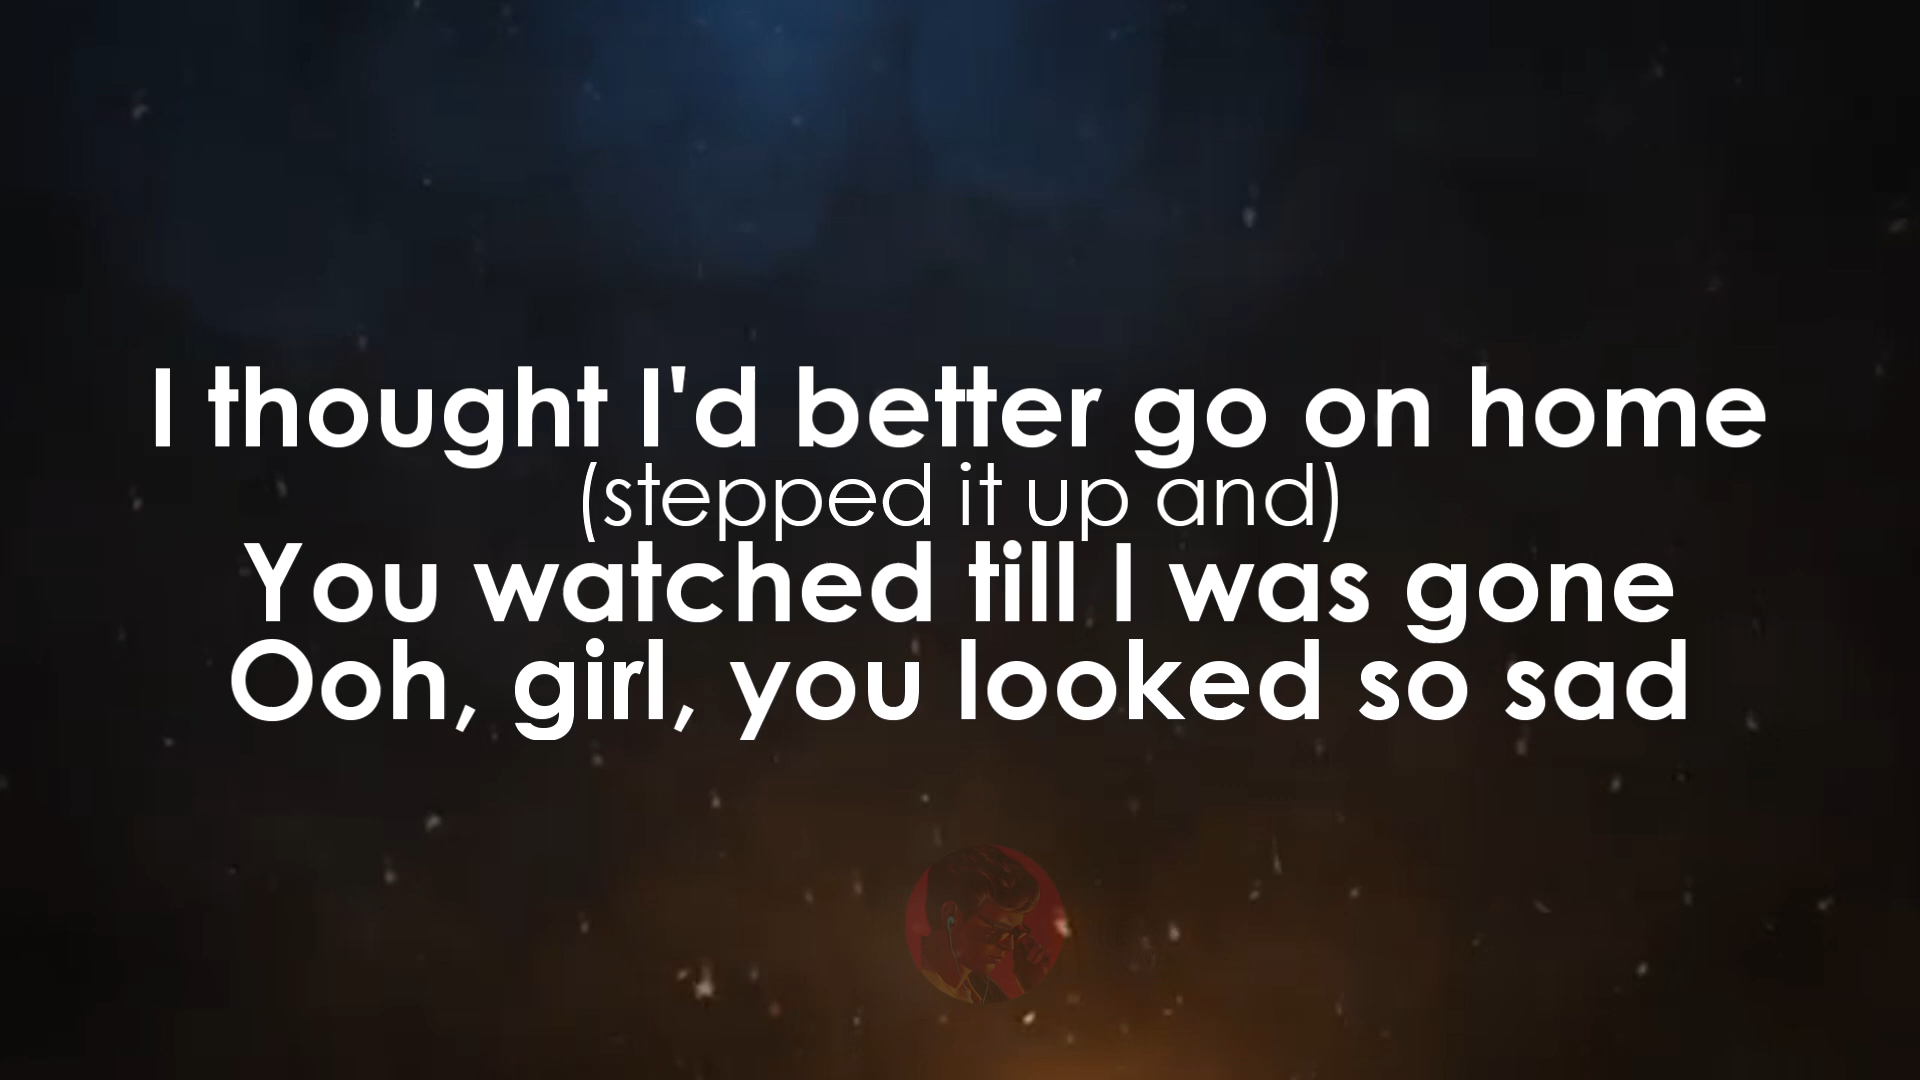 I thought I'd better go on home
(stepped it up and)
You watched till I was gone
Ooh, girl, you looked so sad